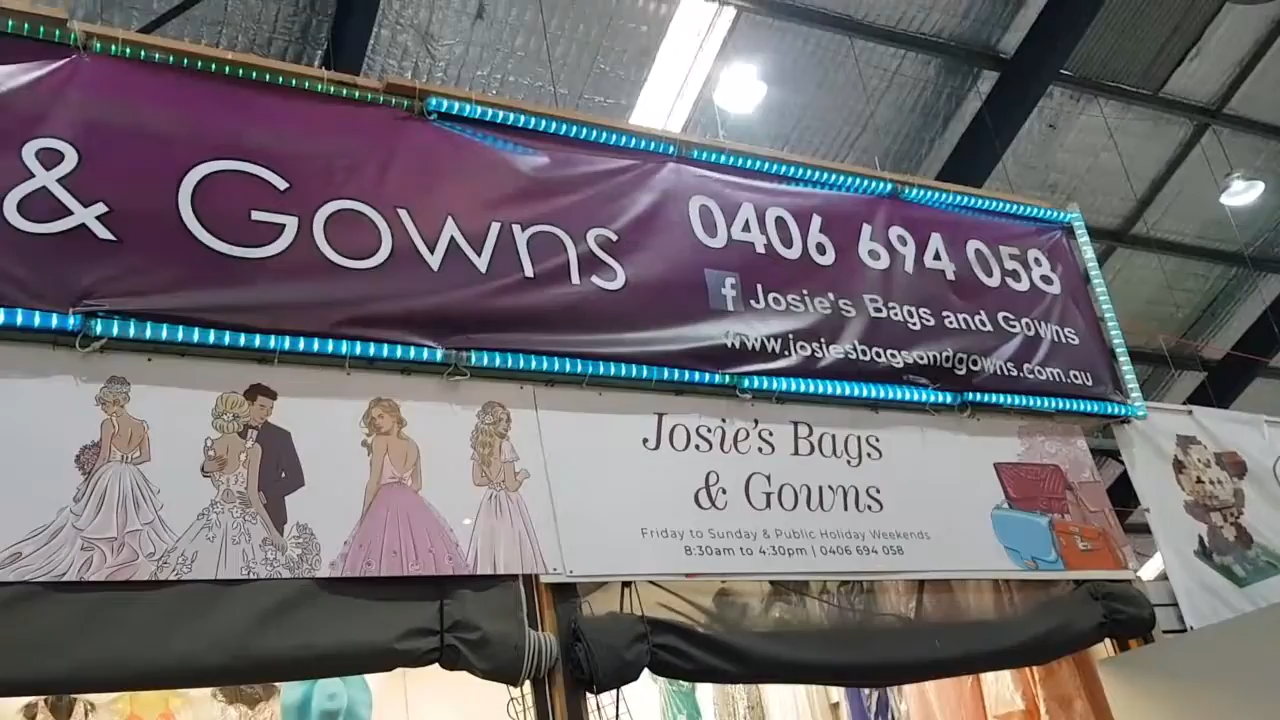 & Gowns
0406 694 058
f Josie's Bags and Gowns
www.josiesbagsandgowns.com.au
Josie's Bags
& Gowns
Friday to Sunday & Public Holiday Weekends
8:30am to 4:30pm | 0406 694 058